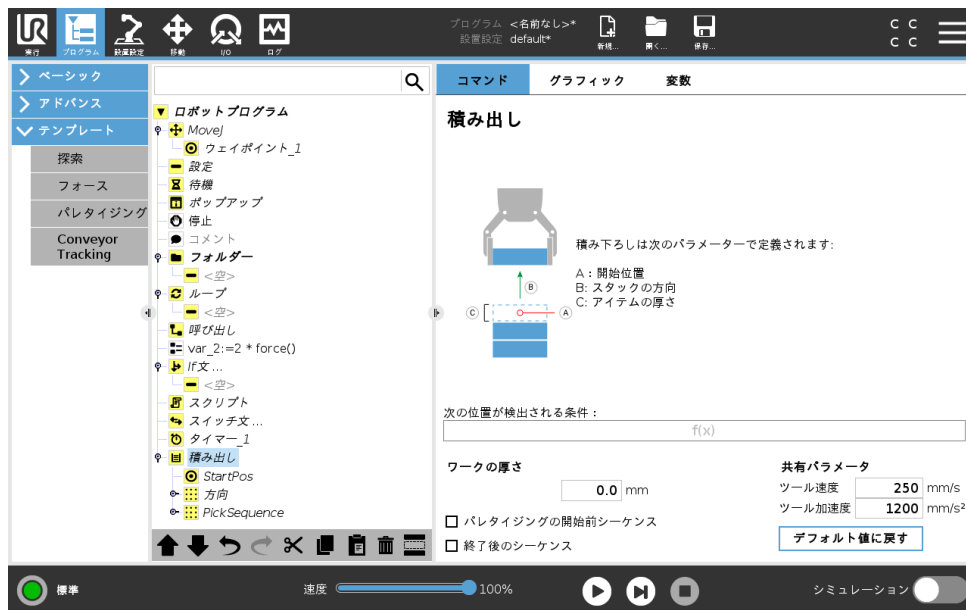 UR
実行
プログラム
設置設定
移動
I/O
ログ
プログラム <名前なし>*
設置設定 default*
新規...
開く...
保存...
C C
C C
ベーシック
アドバンス
テンプレート
探索
フォース
パレタイジング
Conveyor
Tracking
ロボットプログラム
MoveJ
ウェイポイント_1
設定
待機
ポップアップ
停止
コメント
フォルダー
<空>
ループ
<空>
呼び出し
var_2:=2 * force()
If文 ...
<空>
スクリプト
スイッチ文 ...
タイマー_1
積み出し
StartPos
方向
PickSequence
コマンド
グラフィック
変数
積み出し
積み下ろしは次のパラメーターで定義されます:
A : 開始位置
B: スタックの方向
C: アイテムの厚さ
B
C
A
次の位置が検出される条件 :
f(x)
ワークの厚さ
0.0 mm
パレタイジングの開始前シーケンス
終了後のシーケンス
共有パラメータ
ツール速度 250 mm/s
ツール加速度 1200 mm/s²
デフォルト値に戻す
標準
速度
100%
シミュレーション